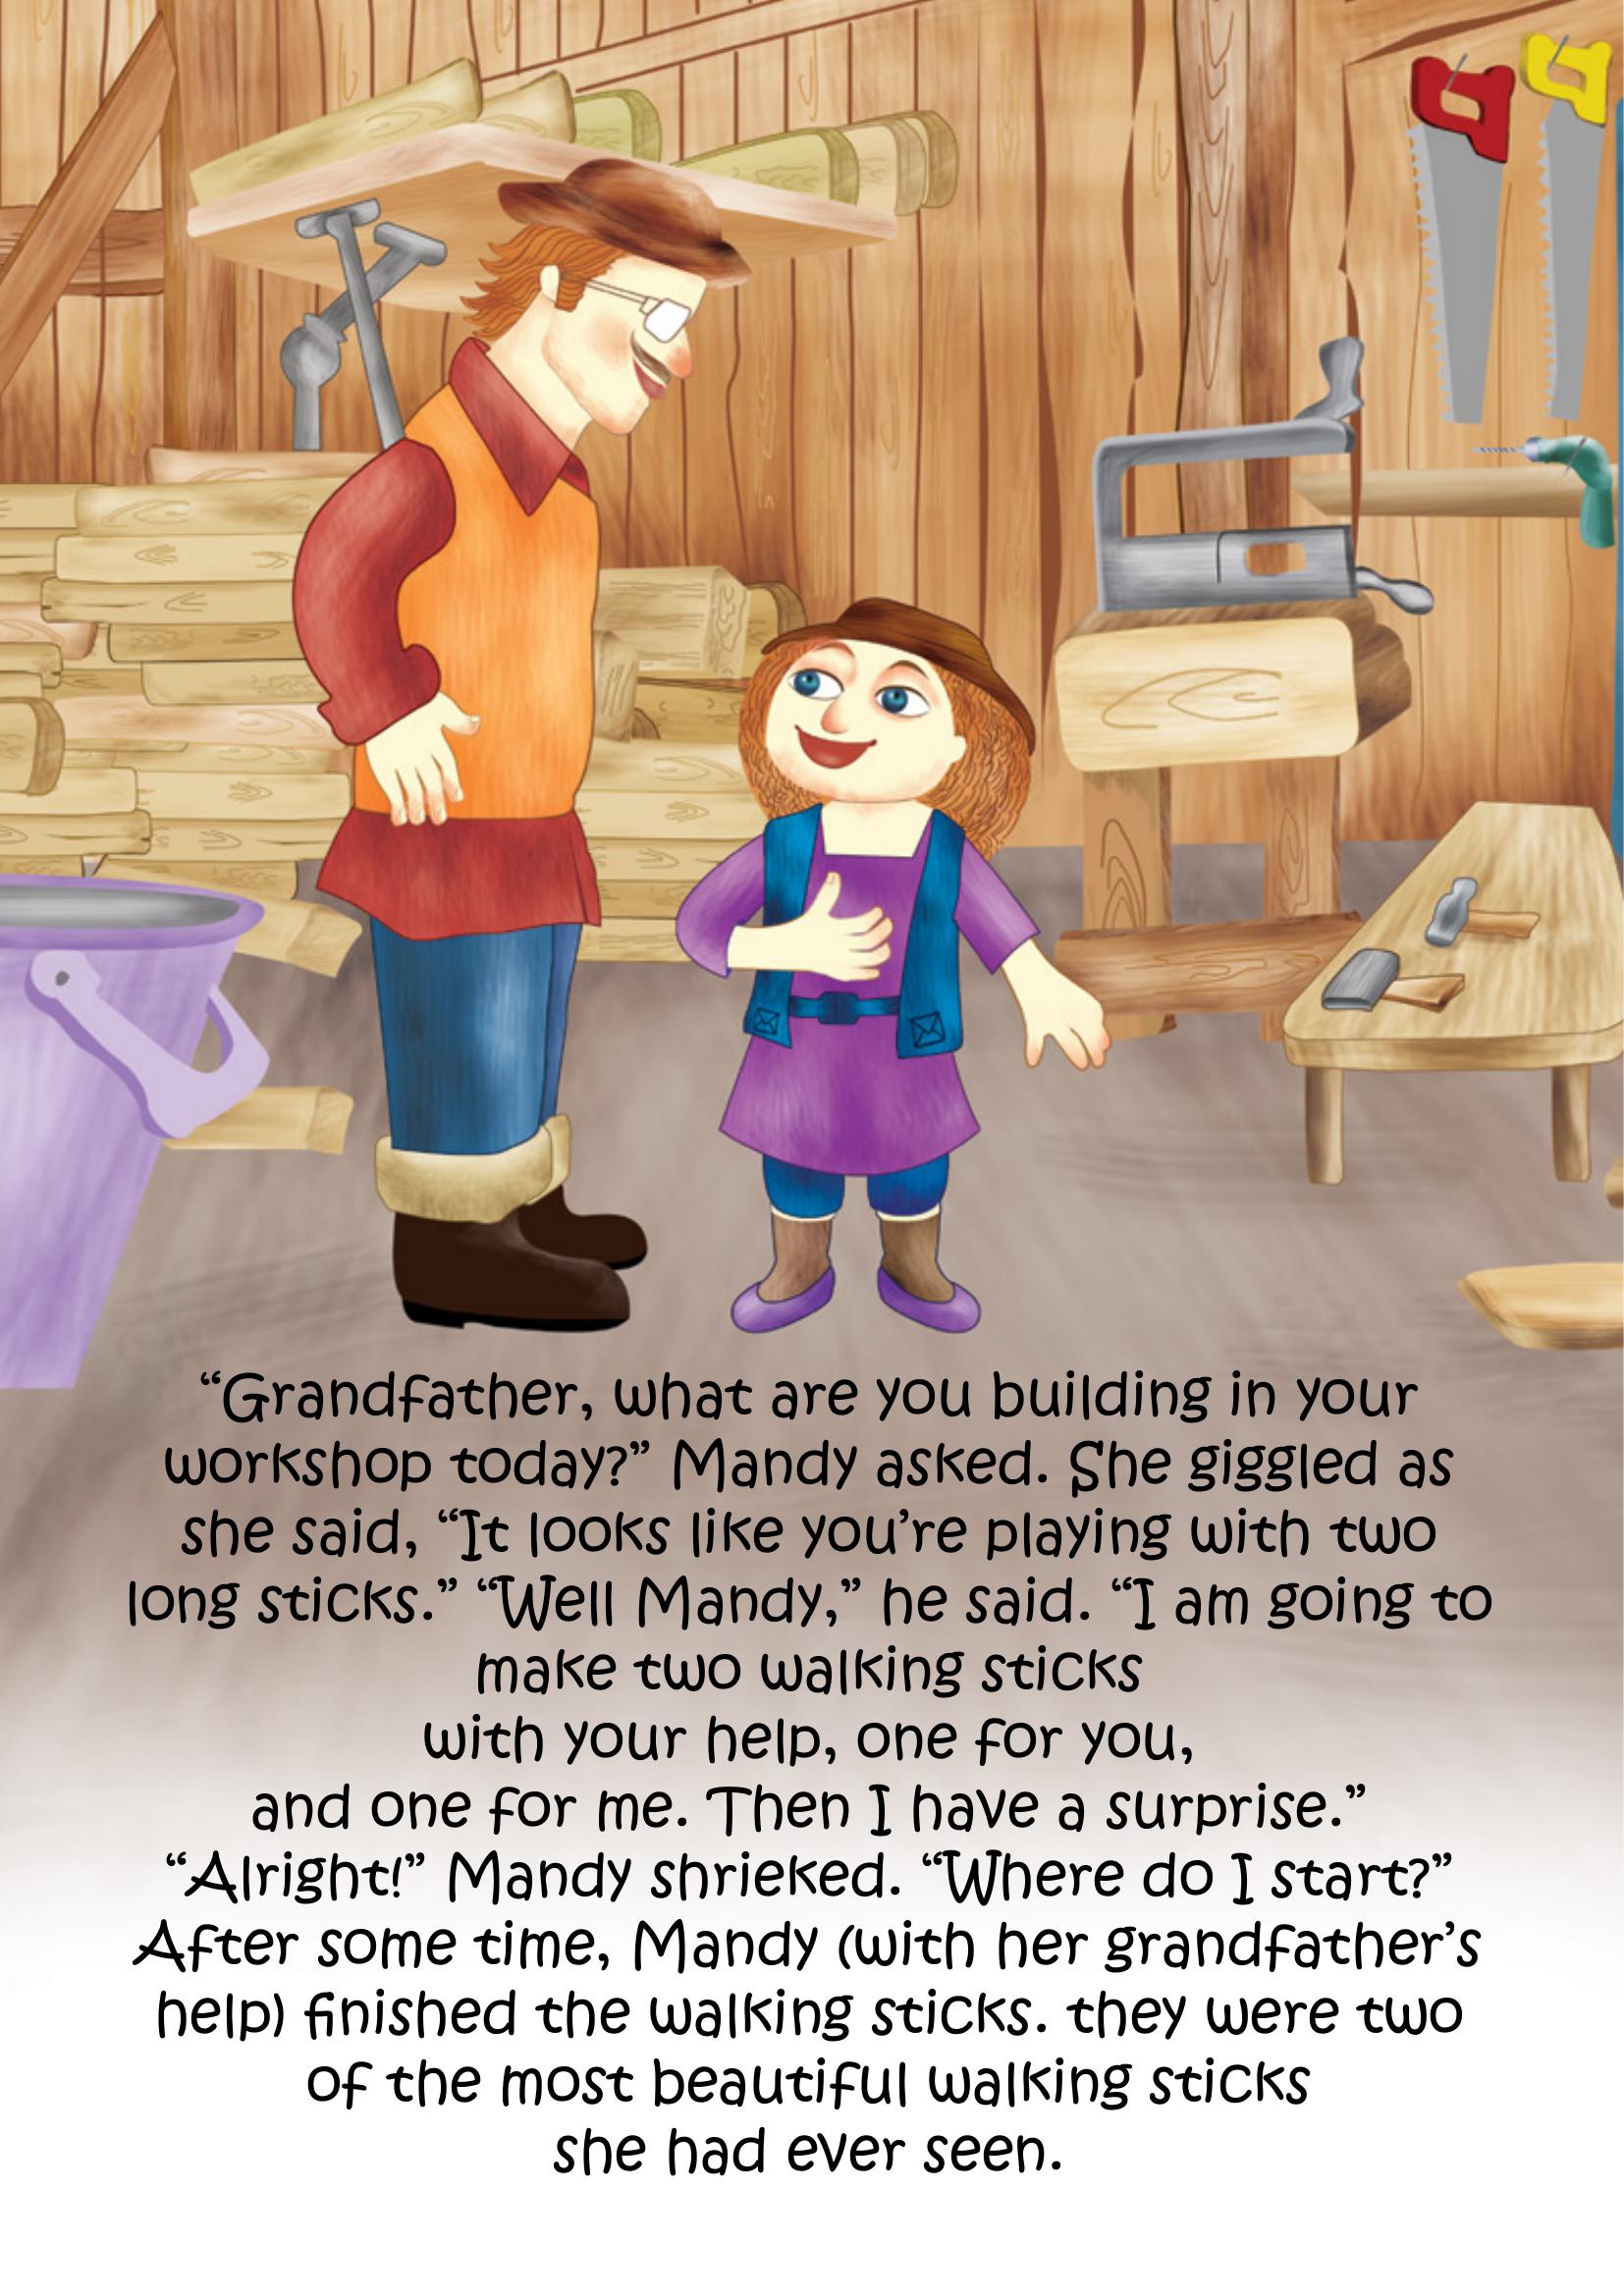 “Grandfather, what are you building in your
workshop today?” Mandy asked. She giggled as
she said, “It looks like you’re playing with two
long sticks.” “Well Mandy,” he said. “I am going to
make two walking sticks
with your help, one for you,
and one for me. Then I have a surprise.”
“Alright!” Mandy shrieked. “Where do I start?”
After some time, Mandy (with her grandfather’s
help) finished the walking sticks. they were two
of the most beautiful walking sticks
she had ever seen.